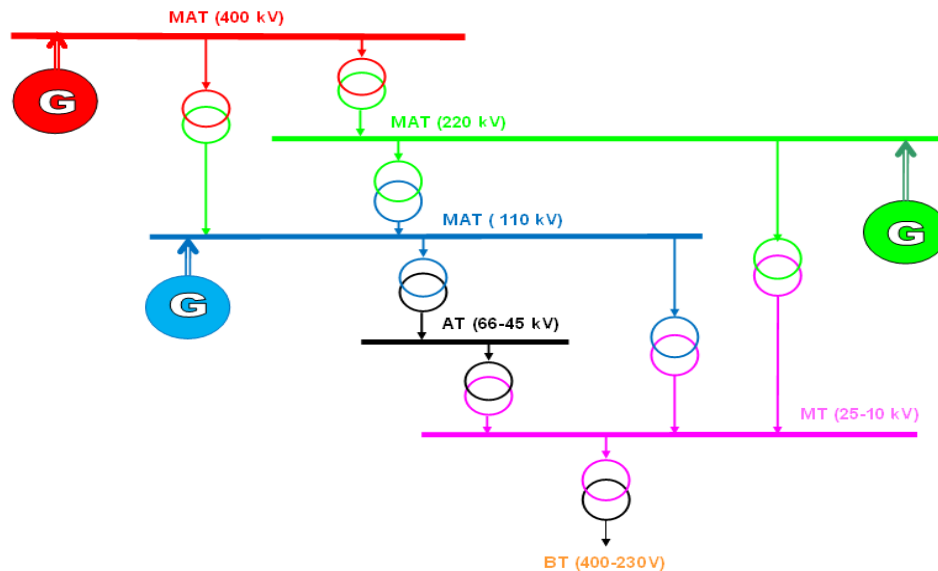 MAT (400 kV)
G
MAT (220 kV)
MAT ( 110 kV)
G
G
AT (66-45 kV)
MT (25-10 kV)
BT (400-230V)